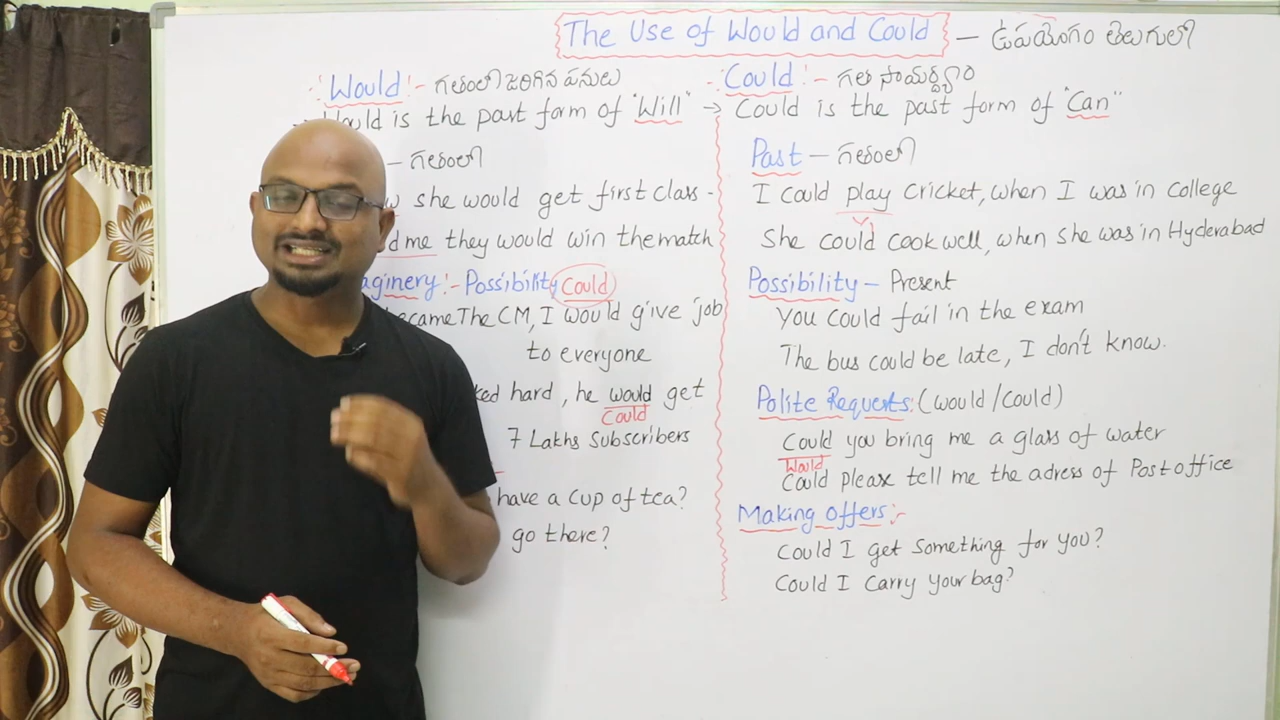 The Use of Would and Could — ఉపయోగం తెలుగులో
Would :- గతంలో జరిగిన పనులు
Would is the past form of "Will"
— గతంలో
she would get first class -
me they would win the match
aginery :- Possibility Could
became The CM, I would give job
to everyone
ked hard, he would get
Could
7 Lakhs Subscribers
have a cup of tea?
go there?
Could :- గత సామర్థ్యం
→ Could is the past form of "Can"
Past — గతంలో
I could play Cricket, when I was in College
She could cook well, when she was in Hyderabad
Possibility — Present
You could fail in the exam
The bus could be late, I don't know.
Polite Requests: (would/could)
Could you bring me a glass of water
Would
Could please tell me the adress of Post office
Making offers :-
Could I get Something for you?
Could I Carry your bag?